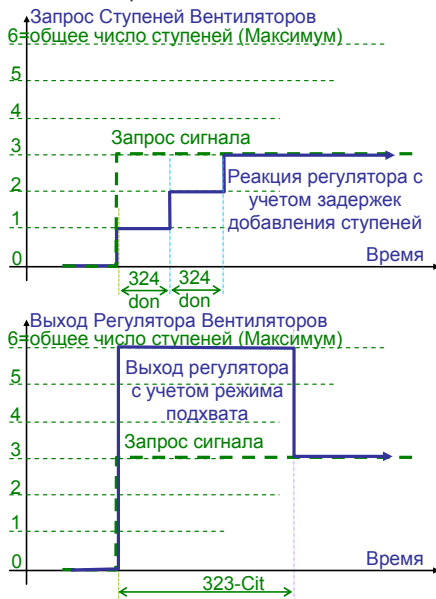 Запрос Ступеней Вентиляторов
6=общее число ступеней (Максимум)
5
4
Запрос сигнала
3
Реакция регулятора с
учетом задержек
добавления ступеней
2
1
Время
0
324
don
324
don
Выход Регулятора Вентиляторов
6=общее число ступеней (Максимум)
Выход регулятора
с учетом режима
подхвата
5
4
Запрос сигнала
3
2
1
Время
0
323-Cit